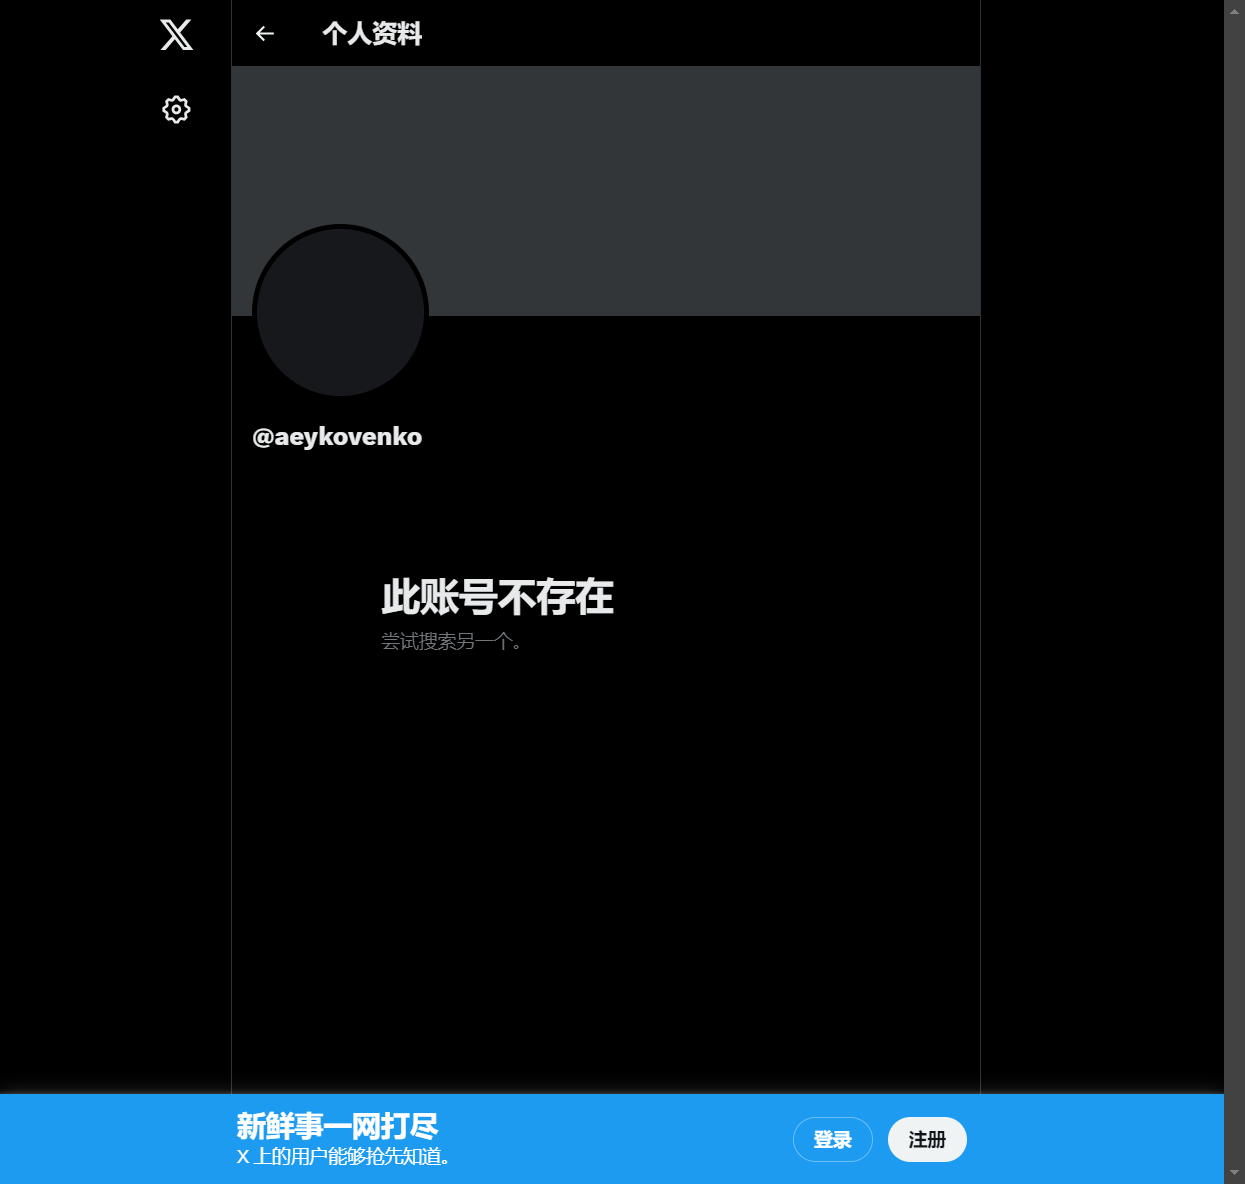 个人资料
@aeykovenko
此账号不存在
尝试搜索另一个。
新鲜事一网打尽
X 上的用户能够抢先知道。
登录
注册